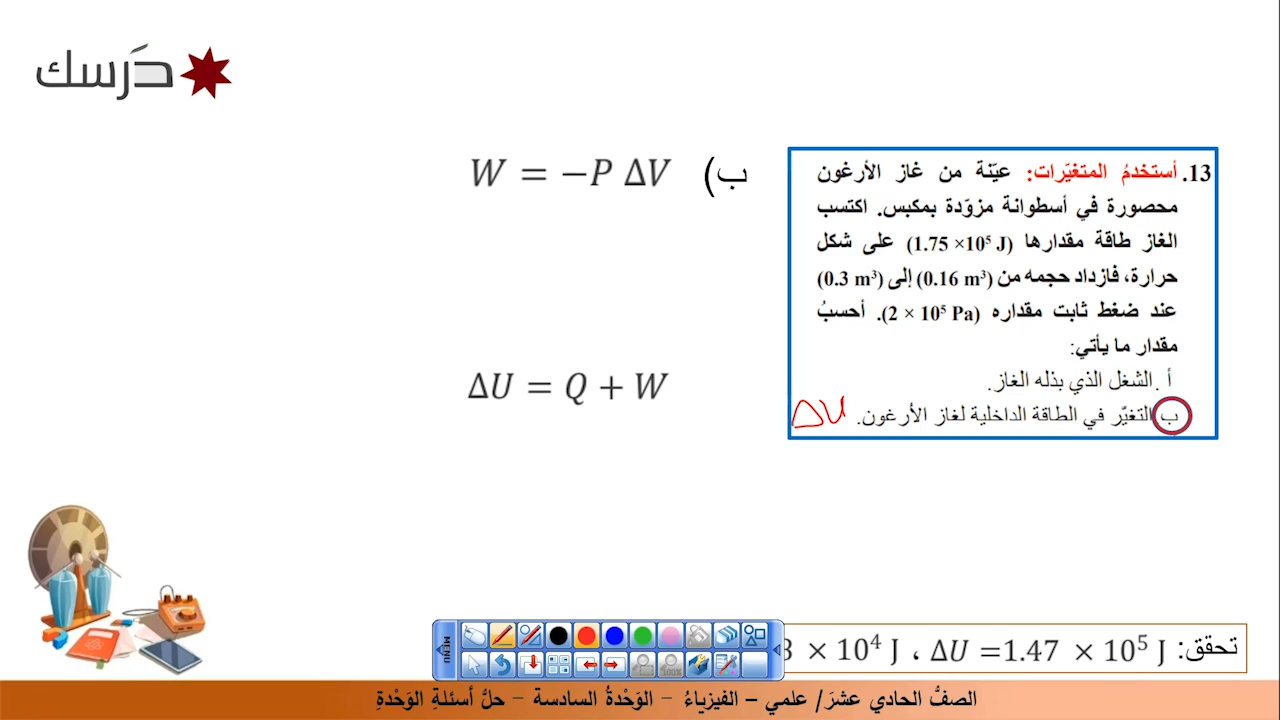 دَرسك
13. أستخدمُ المتغيّرات: عيّنة من غاز الأرغون
محصورة في أسطوانة مزوّدة بمكبس. اكتسب
الغاز طاقة مقدارها (1.75 ×10⁵ J) على شكل
حرارة، فازداد حجمه من (0.16 m³) إلى (0.3 m³)
عند ضغط ثابت مقداره (2 × 10⁵ Pa). أحسبُ
مقدار ما يأتي:
أ. الشغل الذي بذله الغاز.
ب التغيّر في الطاقة الداخلية لغاز الأرغون. ΔU
ب) W = −P ΔV
ΔU = Q + W
MENU
100%
تحقق: ΔU =1.47 × 10⁵ J ، × 10⁴ J
الصفُّ الحادي عشرَ/ علمي – الفيزياءُ – الوَحْدةُ السادسة – حلُّ أسئلةِ الوَحْدةِ